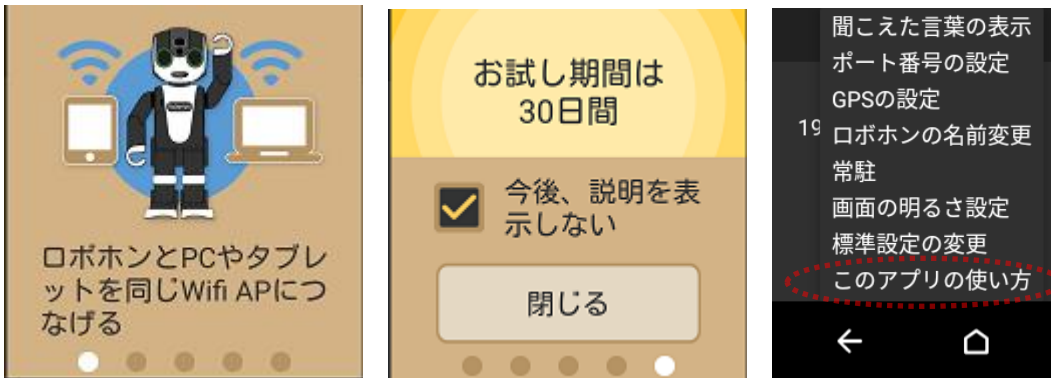 ロボホンとPCやタブレ
ットを同じWifi APにつ
なげる
お試し期間は
30日間
今後、説明を表
示しない
閉じる
聞こえた言葉の表示
ポート番号の設定
GPSの設定
19
ロボホンの名前変更
常駐
画面の明るさ設定
標準設定の変更
このアプリの使い方